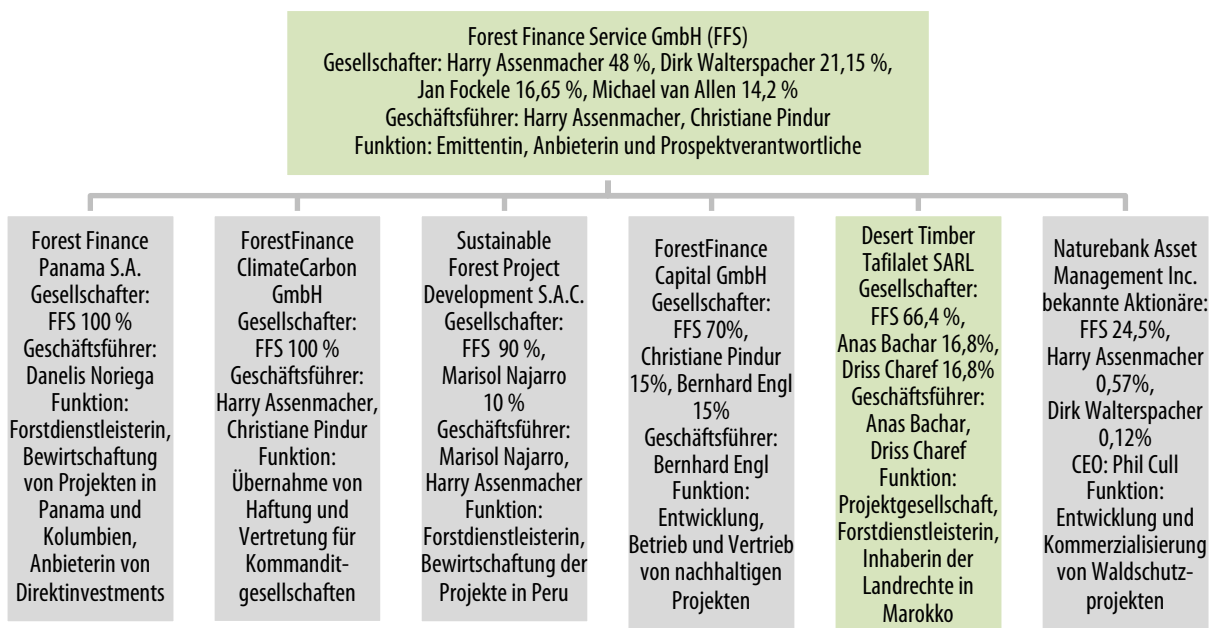 Forest Finance Service GmbH (FFS)
Gesellschafter: Harry Assenmacher 48 %, Dirk Walterspacher 21,15 %,
Jan Fockele 16,65 %, Michael van Allen 14,2 %
Geschäftsführer: Harry Assenmacher, Christiane Pindur
Funktion: Emittentin, Anbieterin und Prospektverantwortliche
Forest Finance
Panama S.A.
Gesellschafter:
FFS 100 %
Geschäftsführer:
Danelis Noriega
Funktion:
Forstdienstleisterin,
Bewirtschaftung
von Projekten in
Panama und
Kolumbien,
Anbieterin von
Direktinvestments
ForestFinance
ClimateCarbon
GmbH
Gesellschafter:
FFS 100 %
Geschäftsführer:
Harry Assenmacher,
Christiane Pindur
Funktion:
Übernahme von
Haftung und
Vertretung für
Kommandit-
gesellschaften
Sustainable
Forest Project
Development S.A.C.
Gesellschafter:
FFS 90 %,
Marisol Najarro
10 %
Geschäftsführer:
Marisol Najarro,
Harry Assenmacher
Funktion:
Forstdienstleisterin,
Bewirtschaftung der
Projekte in Peru
ForestFinance
Capital GmbH
Gesellschafter:
FFS 70%,
Christiane Pindur
15%, Bernhard Engl
15%
Geschäftsführer:
Bernhard Engl
Funktion:
Entwicklung,
Betrieb und Vertrieb
von nachhaltigen
Projekten
Desert Timber
Tafilalet SARL
Gesellschafter:
FFS 66,4 %,
Anas Bachar 16,8%,
Driss Charef 16,8%
Geschäftsführer:
Anas Bachar,
Driss Charef
Funktion:
Projektgesellschaft,
Forstdienstleisterin,
Inhaberin der
Landrechte in
Marokko
Naturebank Asset
Management Inc.
bekannte Aktionäre:
FFS 24,5%,
Harry Assenmacher
0,57%,
Dirk Walterspacher
0,12%
CEO: Phil Cull
Funktion:
Entwicklung und
Kommerzialisierung
von Waldschutz-
projekten